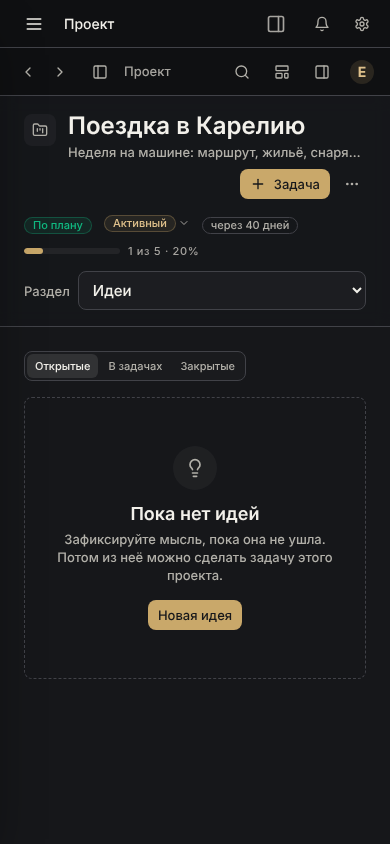 Проект
Проект
E
Поездка в Карелию
Неделя на машине: маршрут, жильё, снаря...
+ Задача
По плану
Активный
через 40 дней
1 из 5 · 20%
Раздел
Идеи
Открытые
В задачах
Закрытые
Пока нет идей
Зафиксируйте мысль, пока она не ушла.
Потом из неё можно сделать задачу этого
проекта.
Новая идея